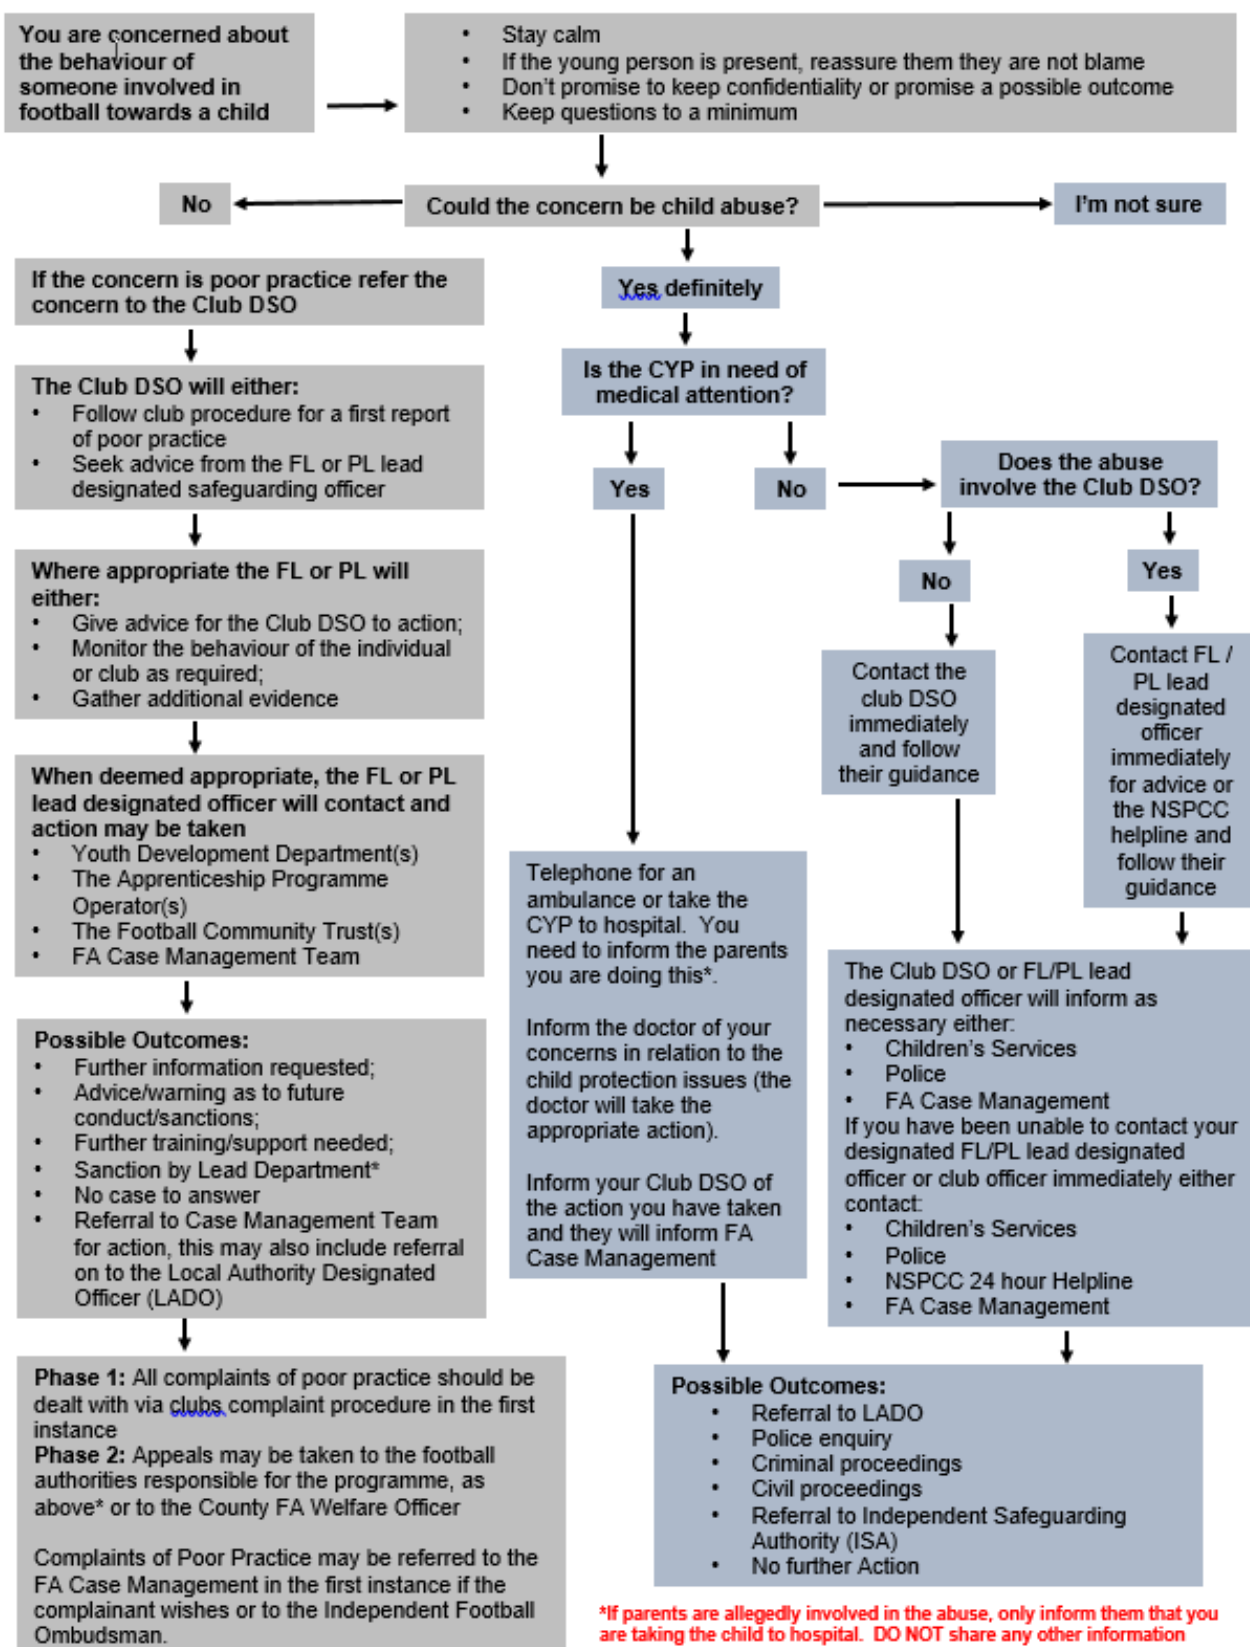 You are concerned about
the behaviour of
someone involved in
football towards a child
• Stay calm
• If the young person is present, reassure them they are not blame
• Don't promise to keep confidentiality or promise a possible outcome
• Keep questions to a minimum
No
Could the concern be child abuse?
I'm not sure
If the concern is poor practice refer the
concern to the Club DSO
The Club DSO will either:
• Follow club procedure for a first report
of poor practice
• Seek advice from the FL or PL lead
designated safeguarding officer
Where appropriate the FL or PL will
either:
• Give advice for the Club DSO to action;
• Monitor the behaviour of the individual
or club as required;
• Gather additional evidence
When deemed appropriate, the FL or PL
lead designated officer will contact and
action may be taken
• Youth Development Department(s)
• The Apprenticeship Programme
Operator(s)
• The Football Community Trust(s)
• FA Case Management Team
Possible Outcomes:
• Further information requested;
• Advice/warning as to future
conduct/sanctions;
• Further training/support needed;
• Sanction by Lead Department*
• No case to answer
• Referral to Case Management Team
for action, this may also include referral
on to the Local Authority Designated
Officer (LADO)
Phase 1: All complaints of poor practice should be
dealt with via clubs complaint procedure in the first
instance
Phase 2: Appeals may be taken to the football
authorities responsible for the programme, as
above* or to the County FA Welfare Officer
Complaints of Poor Practice may be referred to the
FA Case Management in the first instance if the
complainant wishes or to the Independent Football
Ombudsman.
Yes definitely
Is the CYP in need of
medical attention?
Yes
No
Does the abuse
involve the Club DSO?
No
Yes
Contact the
club DSO
immediately
and follow
their guidance
Contact FL /
PL lead
designated
officer
immediately
for advice or
the NSPCC
helpline and
follow their
guidance
Telephone for an
ambulance or take the
CYP to hospital. You
need to inform the parents
you are doing this*.
Inform the doctor of your
concerns in relation to the
child protection issues (the
doctor will take the
appropriate action).
Inform your Club DSO of
the action you have taken
and they will inform FA
Case Management
The Club DSO or FL/PL lead
designated officer will inform as
necessary either:
• Children's Services
• Police
• FA Case Management
If you have been unable to contact your
designated FL/PL lead designated
officer or club officer immediately either
contact:
• Children's Services
• Police
• NSPCC 24 hour Helpline
• FA Case Management
Possible Outcomes:
• Referral to LADO
• Police enquiry
• Criminal proceedings
• Civil proceedings
• Referral to Independent Safeguarding
Authority (ISA)
• No further Action
*If parents are allegedly involved in the abuse, only inform them that you
are taking the child to hospital. DO NOT share any other information